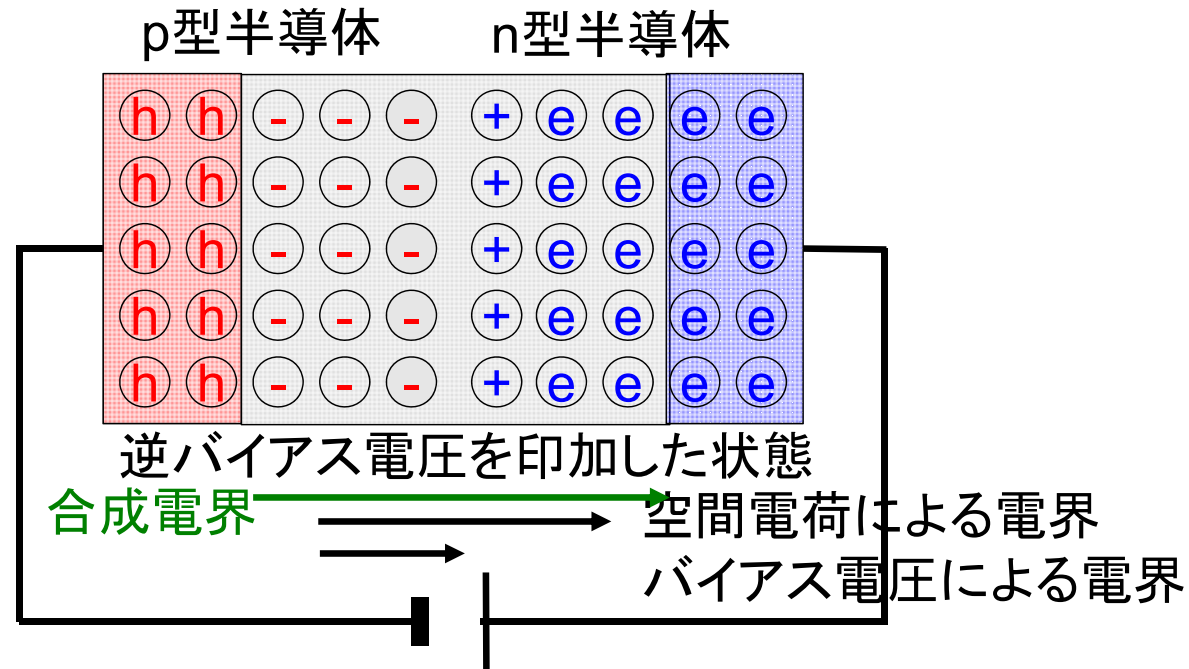 p型半導体 n型半導体
h h - - - + e e e e
h h - - - + e e e e
h h - - - + e e e e
h h - - - + e e e e
h h - - - + e e e e
逆バイアス電圧を印加した状態
合成電界
空間電荷による電界
バイアス電圧による電界